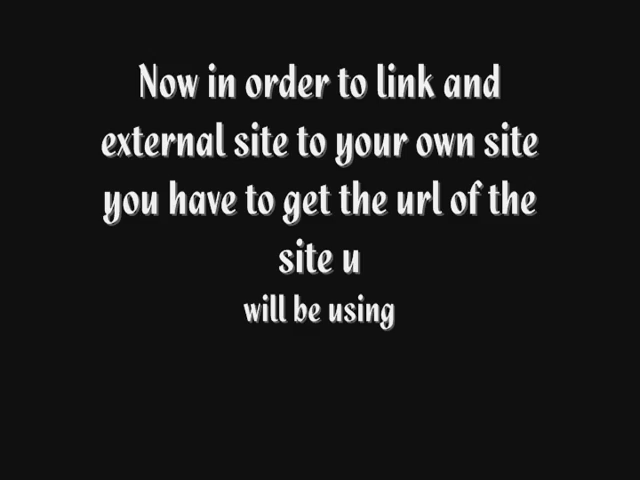 Now in order to link and
external site to your own site
you have to get the url of the
site u
will be using